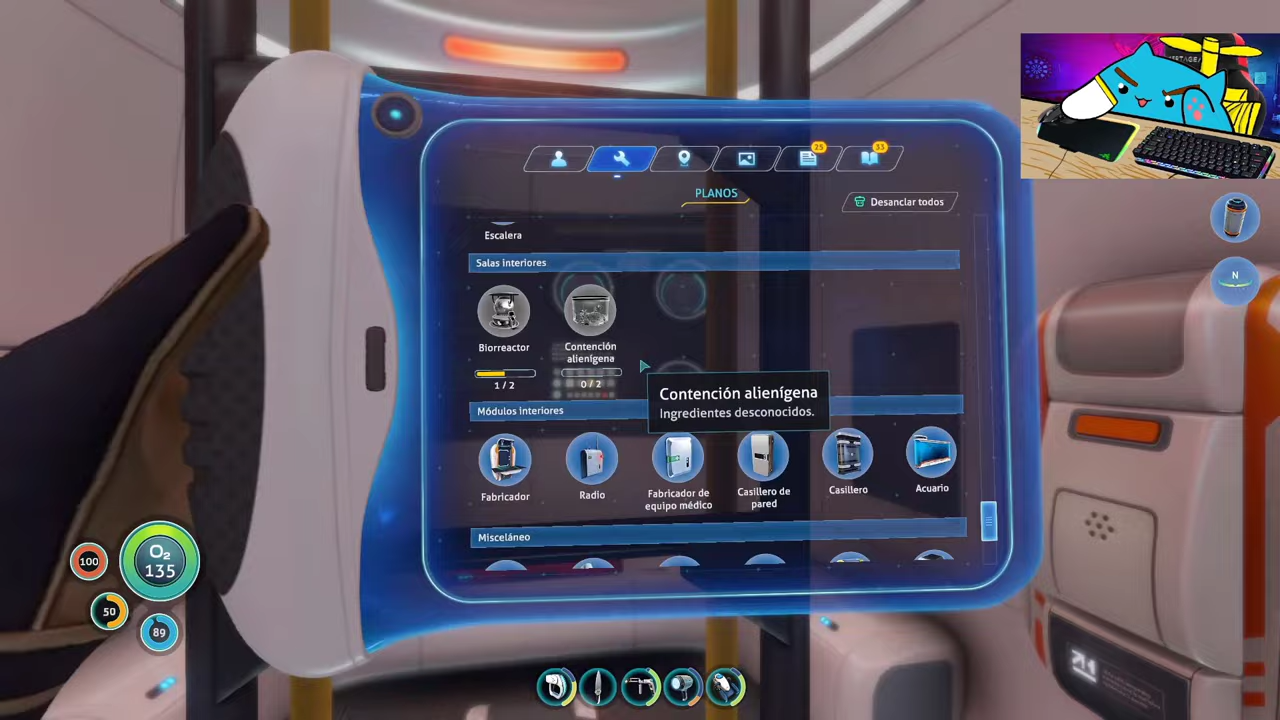 25
33
PLANOS
Desanclar todos
Escalera
Salas interiores
Biorreactor
Contención
alienígena
1 / 2
0 / 2
Contención alienígena
Ingredientes desconocidos.
Módulos interiores
Fabricador
Radio
Fabricador de
equipo médico
Casillero de
pared
Casillero
Acuario
Misceláneo
N
O₂
135
100
50
89